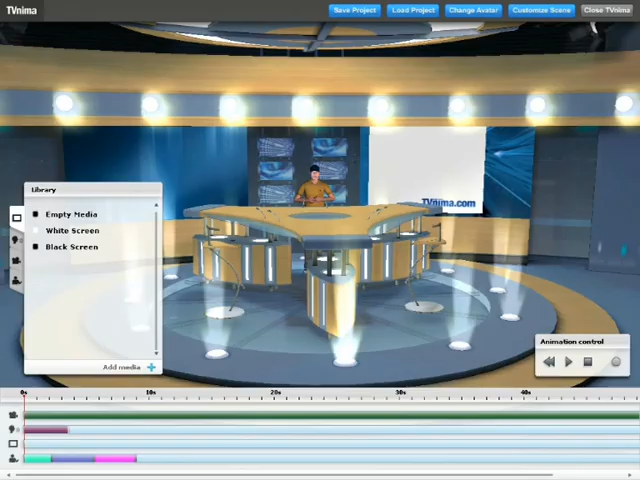 TVnima
Save Project
Load Project
Change Avatar
Customize Scene
Close TVnima
TVnima.com
Library
Empty Media
White Screen
Black Screen
Add media
Animation control
0s
10s
20s
30s
40s